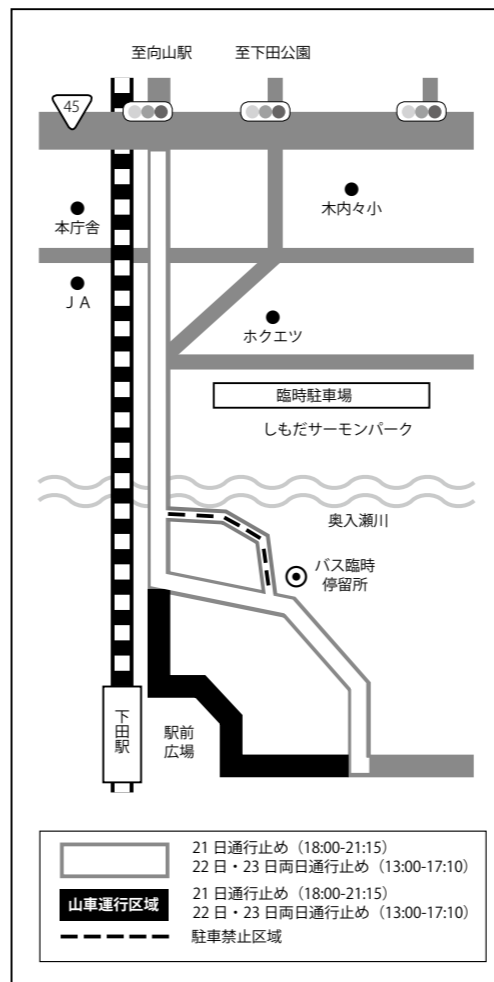 至向山駅
至下田公園
45
本庁舎
木内々小
ＪＡ
ホクエツ
臨時駐車場
しもだサーモンパーク
奥入瀬川
バス臨時
停留所
下田駅
駅前
広場
21 日通行止め（18:00-21:15）
22 日・23 日両日通行止め（13:00-17:10）
山車運行区域
21 日通行止め（18:00-21:15）
22 日・23 日両日通行止め（13:00-17:10）
駐車禁止区域